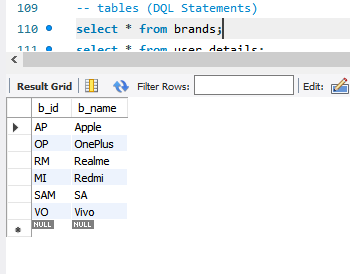 109 -- tables (DQL Statements)
110 select * from brands;
111 select * from user_details;
Result Grid Filter Rows: Edit:
b_id b_name
AP Apple
OP OnePlus
RM Realme
MI Redmi
SAM SA
VO Vivo
NULL NULL